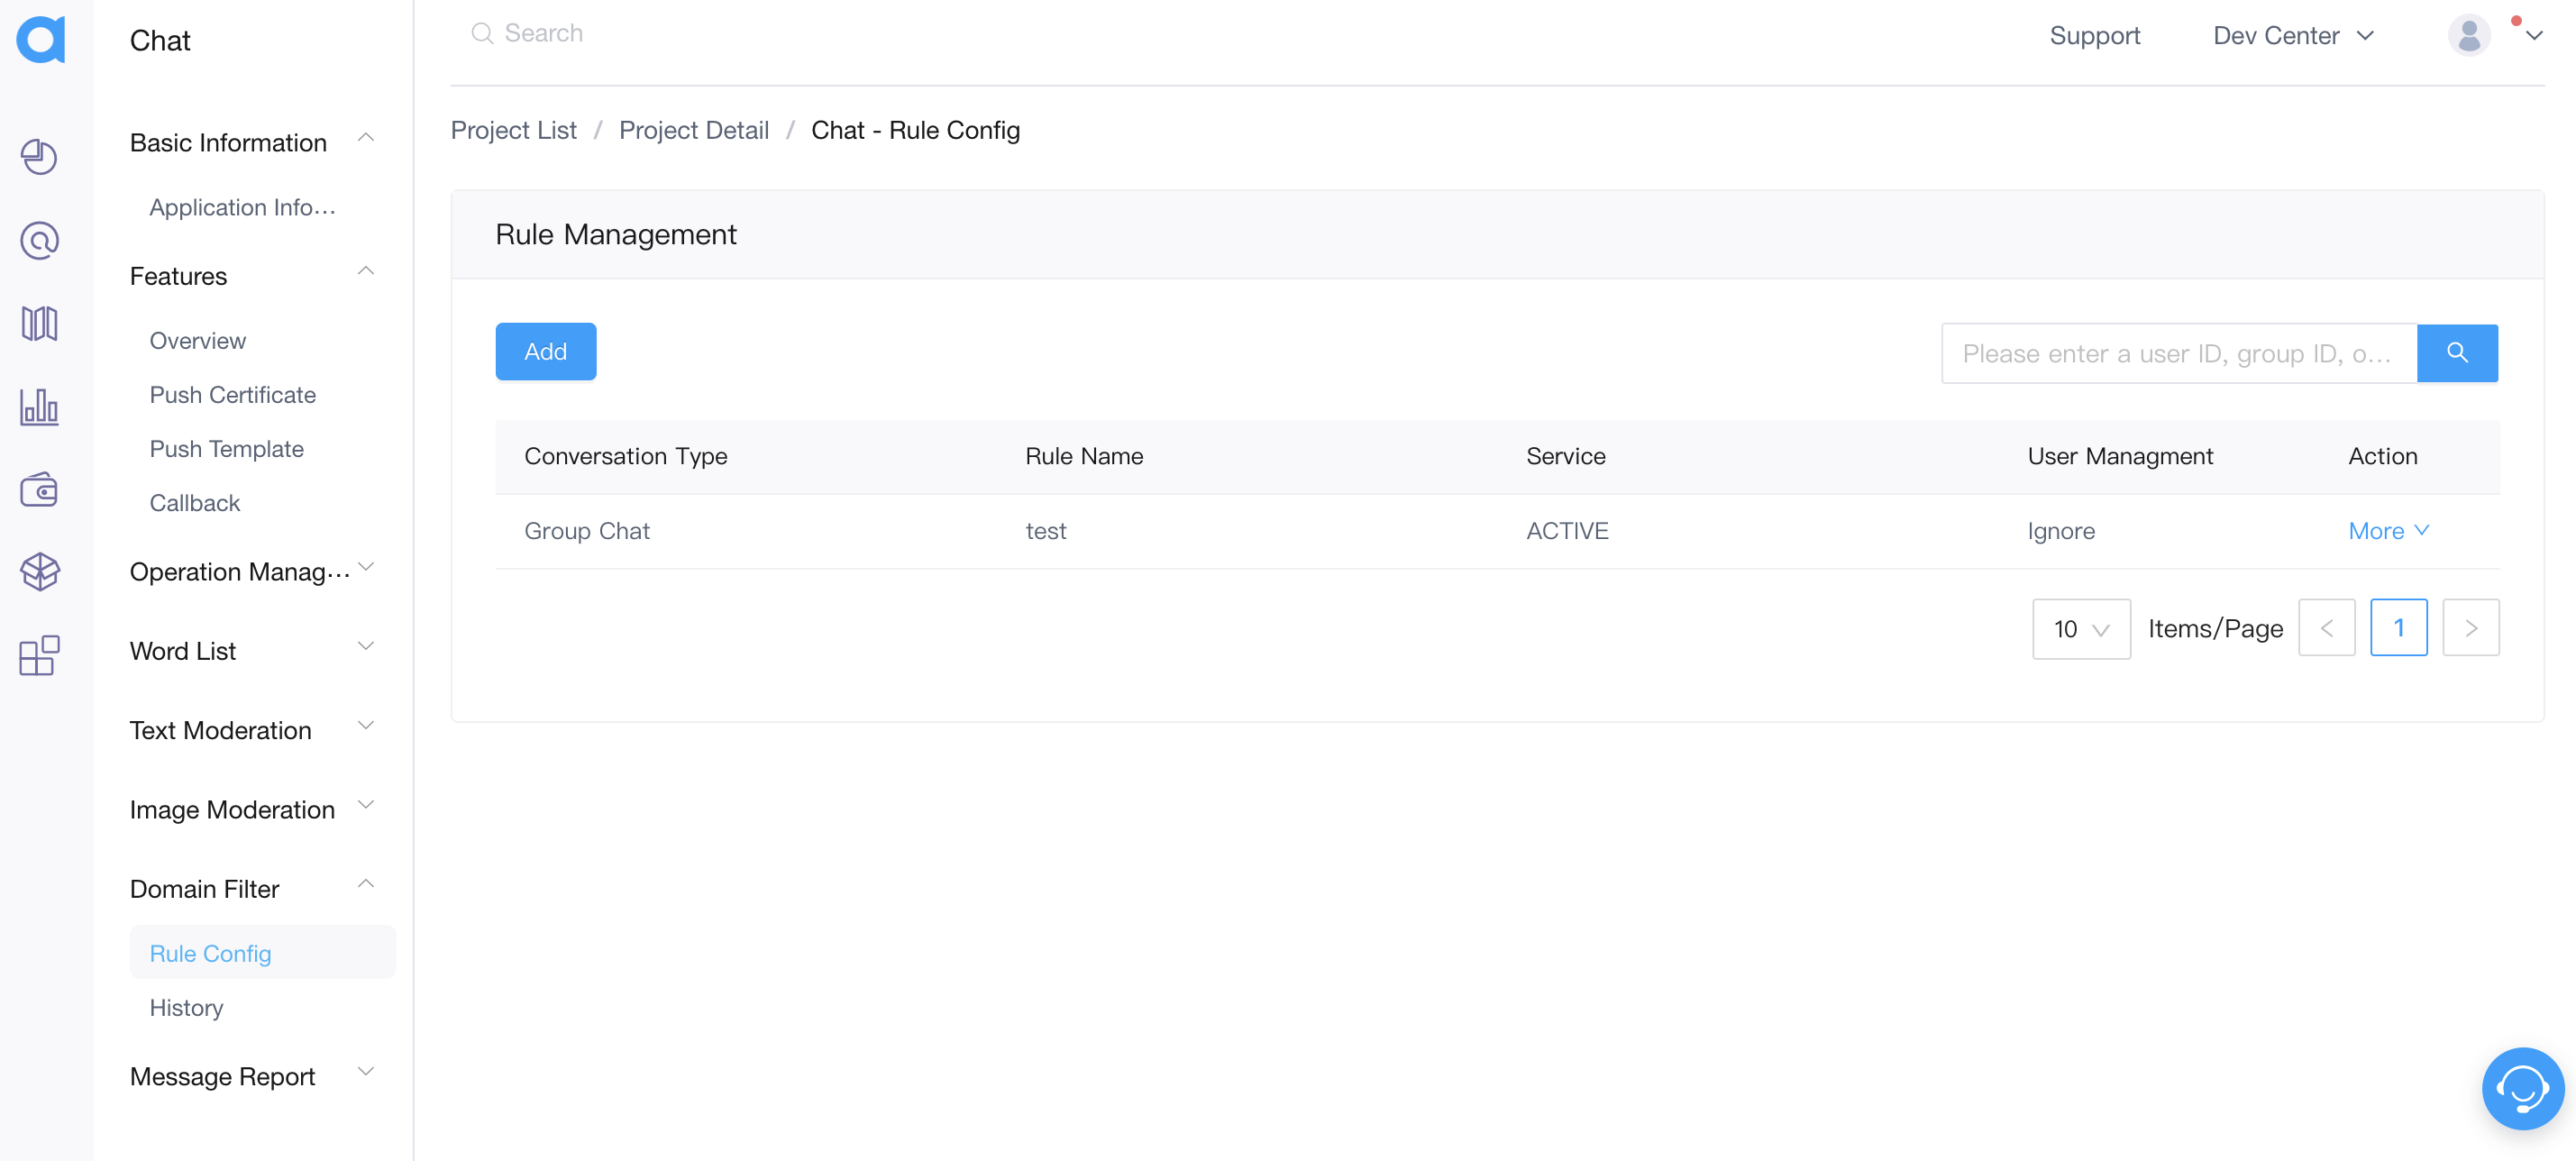 Chat
Search
Support
Dev Center
Basic Information
Application Info···
Features
Overview
Push Certificate
Push Template
Callback
Operation Manag···
Word List
Text Moderation
Image Moderation
Domain Filter
Rule Config
History
Message Report
Project List / Project Detail / Chat - Rule Config
Rule Management
Add
Please enter a user ID, group ID, o...
Conversation Type Rule Name Service User Managment Action
Group Chat test ACTIVE Ignore More
10 Items/Page < 1 >